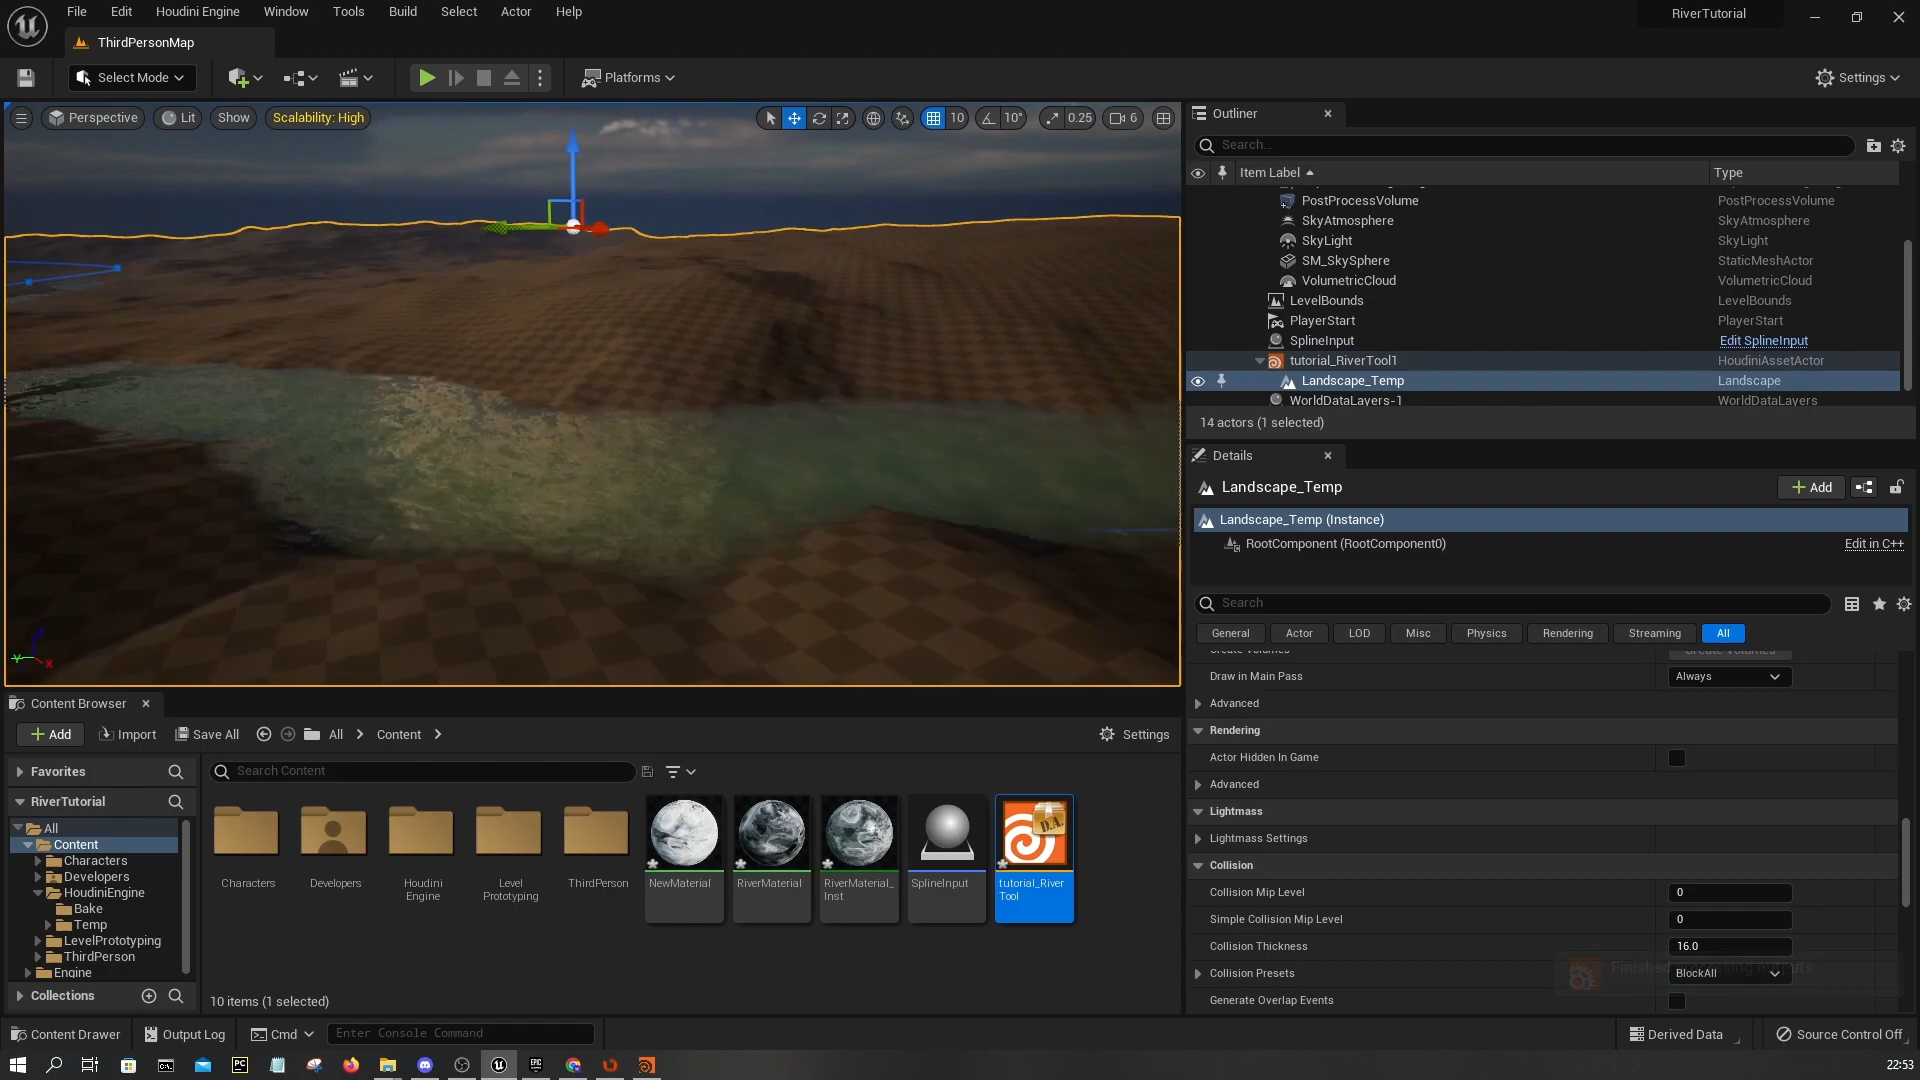 File Edit Houdini Engine Window Tools Build Select Actor Help
RiverTutorial
ThirdPersonMap
Select Mode
Platforms
Settings
Perspective Lit Show Scalability: High
10 10° 0.25 6
Outliner
Search...
Item Label Type
PostProcessVolume PostProcessVolume
SkyAtmosphere SkyAtmosphere
SkyLight SkyLight
SM_SkySphere StaticMeshActor
VolumetricCloud VolumetricCloud
LevelBounds LevelBounds
PlayerStart PlayerStart
SplineInput Edit SplineInput
tutorial_RiverTool1 HoudiniAssetActor
Landscape_Temp Landscape
WorldDataLayers-1 WorldDataLayers
14 actors (1 selected)
Details
Landscape_Temp
Add
Landscape_Temp (Instance)
RootComponent (RootComponent0) Edit in C++
Search
General Actor LOD Misc Physics Rendering Streaming All
Create Volumes Create Volumes
Draw in Main Pass Always
Advanced
Rendering
Actor Hidden In Game
Advanced
Lightmass
Lightmass Settings
Collision
Collision Mip Level 0
Simple Collision Mip Level 0
Collision Thickness 16.0
Collision Presets BlockAll
Generate Overlap Events
Content Browser
Add Import Save All All Content Settings
Favorites
RiverTutorial
All
Content
Characters
Developers
HoudiniEngine
Bake
Temp
LevelPrototyping
ThirdPerson
Engine
Collections
Search Content
Characters
Developers
Houdini
Engine
Level
Prototyping
ThirdPerson
NewMaterial
RiverMaterial
RiverMaterial_
Inst
SplineInput
D.A.
tutorial_River
Tool
10 items (1 selected)
Content Drawer Output Log Cmd Enter Console Command Derived Data Source Control Off
22:53